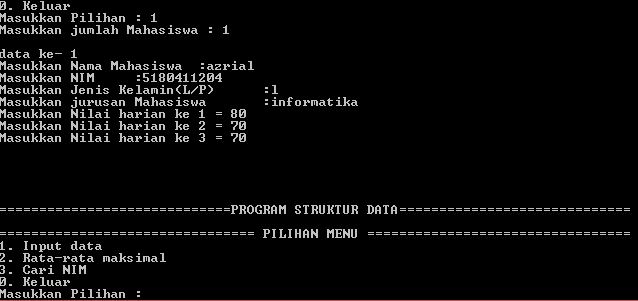 0. Keluar
Masukkan Pilihan : 1
Masukkan jumlah Mahasiswa : 1
data ke- 1
Masukkan Nama Mahasiswa :azrial
Masukkan NIM :5180411204
Masukkan Jenis Kelamin(L/P) :l
Masukkan jurusan Mahasiswa :informatika
Masukkan Nilai harian ke 1 = 80
Masukkan Nilai harian ke 2 = 70
Masukkan Nilai harian ke 3 = 70
=============================PROGRAM STRUKTUR DATA=============================
================================ PILIHAN MENU =================================
1. Input data
2. Rata-rata maksimal
3. Cari NIM
0. Keluar
Masukkan Pilihan :